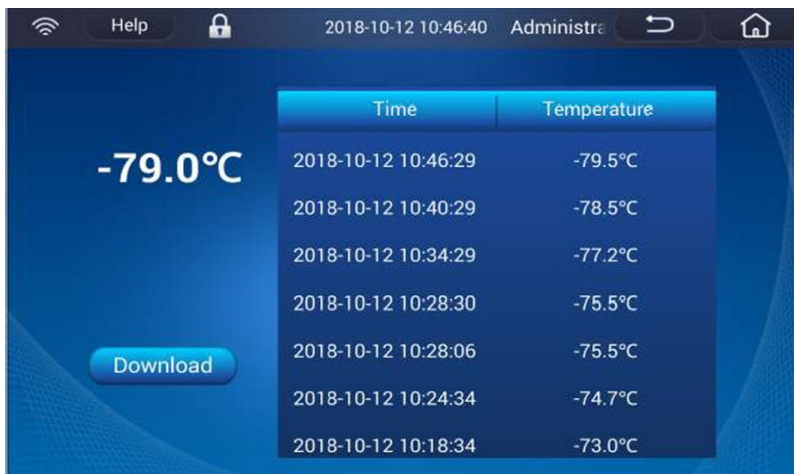 Help 2018-10-12 10:46:40 Administra
Time Temperature
-79.0°C
2018-10-12 10:46:29 -79.5°C
2018-10-12 10:40:29 -78.5°C
2018-10-12 10:34:29 -77.2°C
2018-10-12 10:28:30 -75.5°C
2018-10-12 10:28:06 -75.5°C
Download
2018-10-12 10:24:34 -74.7°C
2018-10-12 10:18:34 -73.0°C